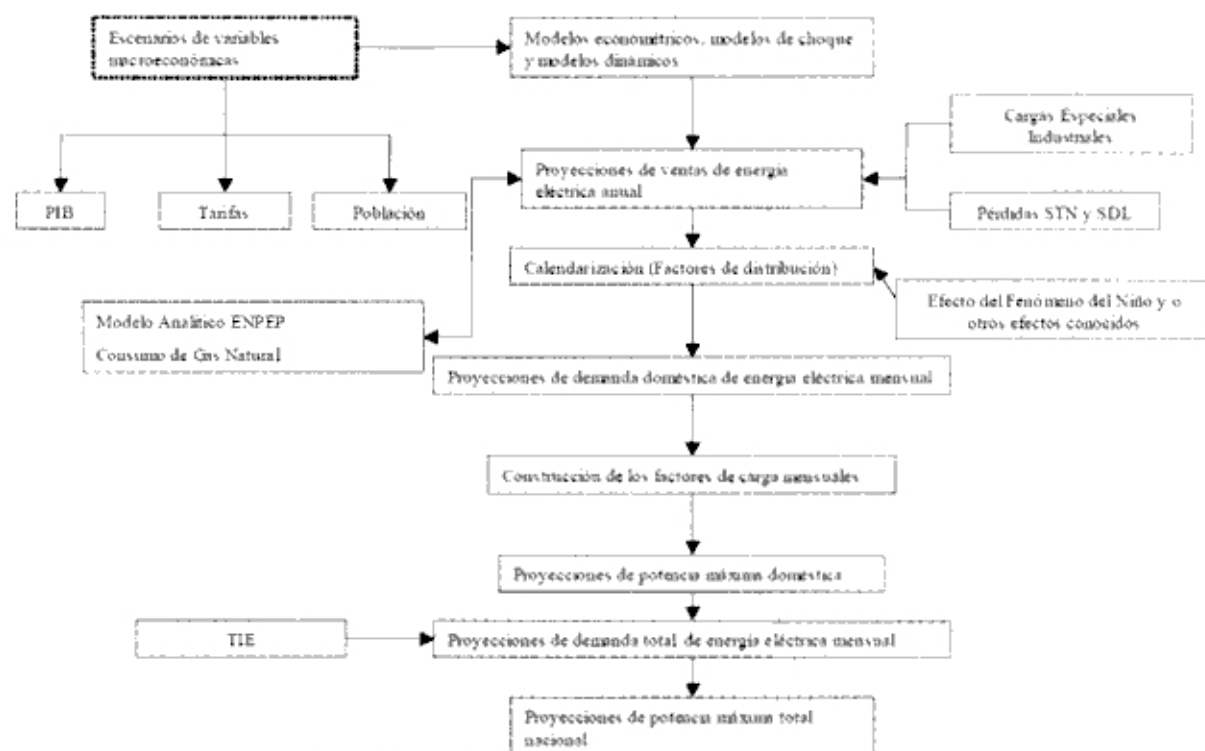 Escenarios de variables
macroeconómicas
Modelos econométricos, modelos de choque
y modelos dinámicos
Cargas Especiales
Industriales
Proyecciones de ventas de energía
eléctrica anual
PIB
Tarifas
Población
Pérdidas STN y SDL
Calendarización (Factores de distribución)
Efecto del Fenómeno del Niño y o
otros efectos conocidos
Modelo Analítico ENPEP
Consumo de Gas Natural
Proyecciones de demanda doméstica de energía eléctrica mensual
Construcción de los factores de carga mensuales
Proyecciones de potencia máxima doméstica
TIE
Proyecciones de demanda total de energía eléctrica mensual
Proyecciones de potencia máxima total
nacional